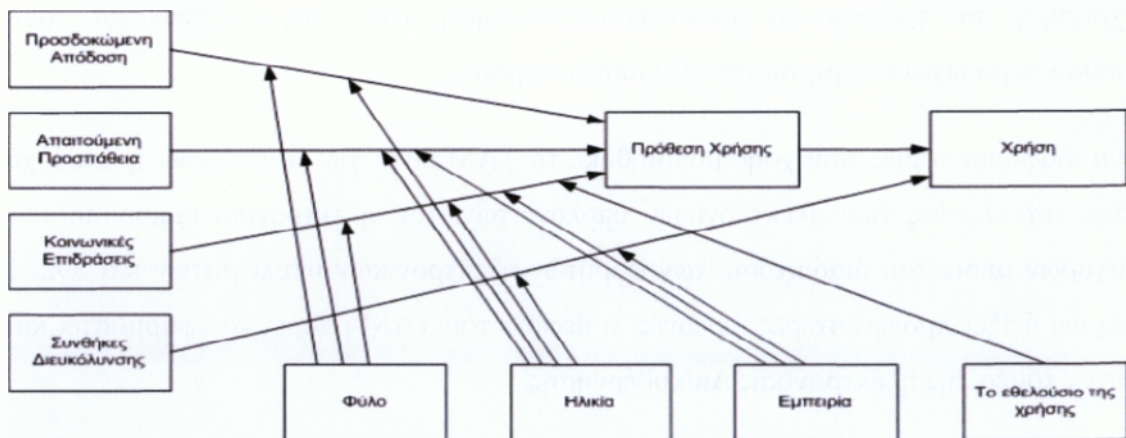 Προσδοκώμενη
Απόδοση
Απαιτούμενη
Προσπάθεια
Πρόθεση Χρήσης
Χρήση
Κοινωνικές
Επιδράσεις
Συνθήκες
Διευκόλυνσης
Φύλο
Ηλικία
Εμπειρία
Το εθελούσιο της
χρήσης